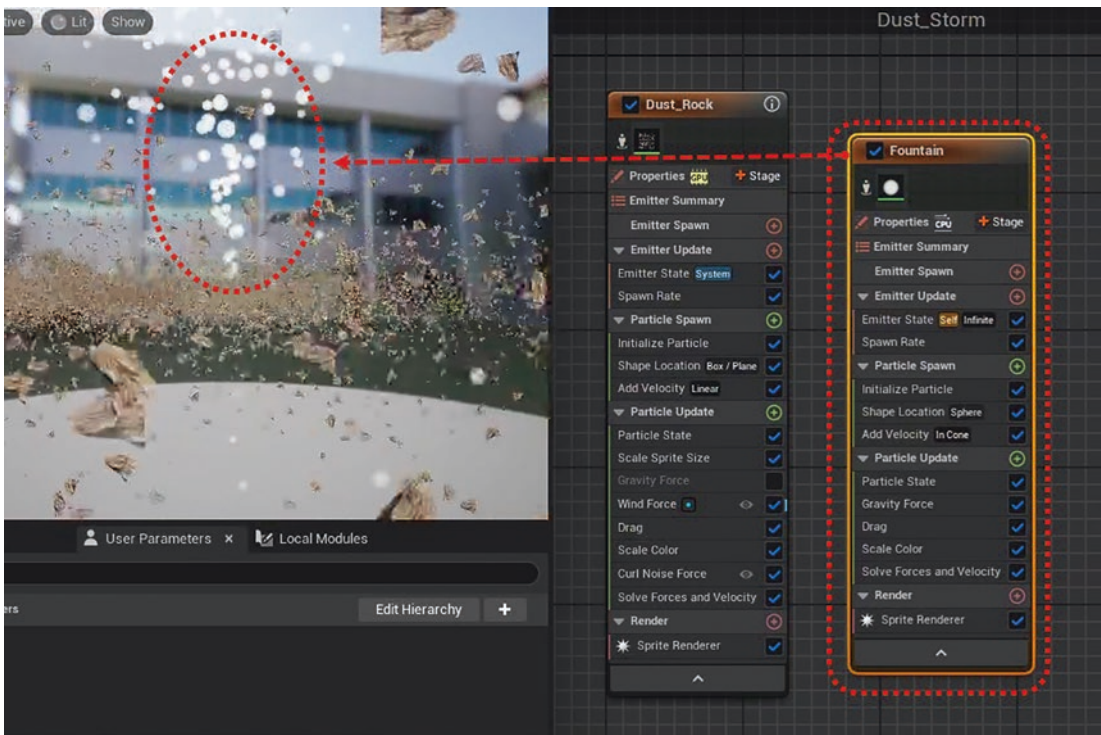 tive
Lit
Show
Dust_Storm
Dust_Rock
Properties GPU + Stage
Emitter Summary
Emitter Spawn
Emitter Update
Emitter State System
Spawn Rate
Particle Spawn
Initialize Particle
Shape Location Box / Plane
Add Velocity Linear
Particle Update
Particle State
Scale Sprite Size
Gravity Force
Wind Force
Drag
Scale Color
Curl Noise Force
Solve Forces and Velocity
Render
Sprite Renderer
Fountain
Properties CPU + Stage
Emitter Summary
Emitter Spawn
Emitter Update
Emitter State Self Infinite
Spawn Rate
Particle Spawn
Initialize Particle
Shape Location Sphere
Add Velocity In Cone
Particle Update
Particle State
Gravity Force
Drag
Scale Color
Solve Forces and Velocity
Render
Sprite Renderer
User Parameters × Local Modules
ers
Edit Hierarchy +